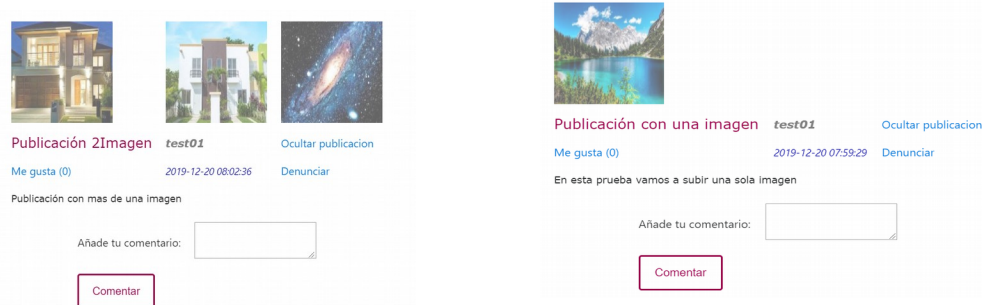 Publicación 2Imagen test01 Ocultar publicacion
Me gusta (0) 2019-12-20 08:02:36 Denunciar
Publicación con mas de una imagen
Añade tu comentario:
Comentar
Publicación con una imagen test01 Ocultar publicacion
Me gusta (0) 2019-12-20 07:59:29 Denunciar
En esta prueba vamos a subir una sola imagen
Añade tu comentario:
Comentar